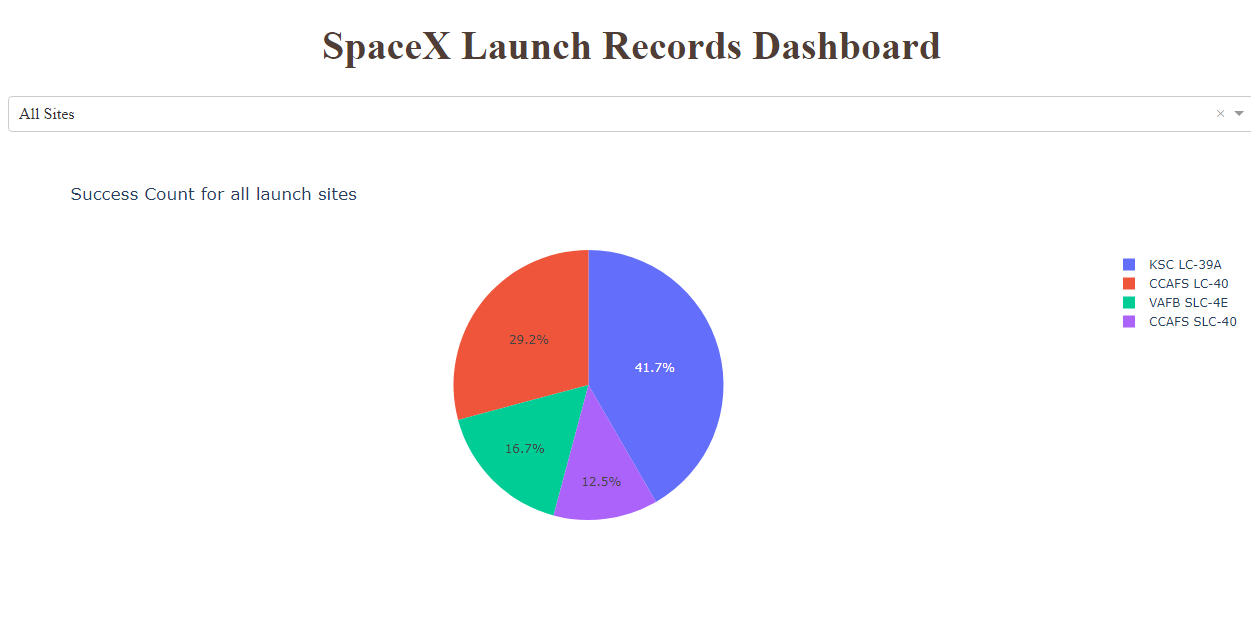 SpaceX Launch Records Dashboard
All Sites
Success Count for all launch sites
KSC LC-39A
CCAFS LC-40
VAFB SLC-4E
CCAFS SLC-40
29.2%
41.7%
16.7%
12.5%